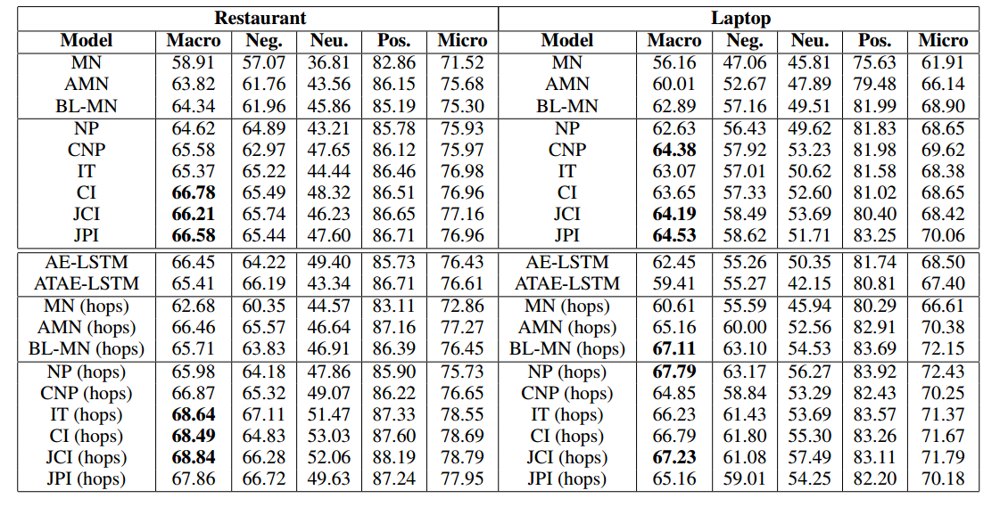 Restaurant Laptop
Model Macro Neg. Neu. Pos. Micro Model Macro Neg. Neu. Pos. Micro
MN 58.91 57.07 36.81 82.86 71.52 MN 56.16 47.06 45.81 75.63 61.91
AMN 63.82 61.76 43.56 86.15 75.68 AMN 60.01 52.67 47.89 79.48 66.14
BL-MN 64.34 61.96 45.86 85.19 75.30 BL-MN 62.89 57.16 49.51 81.99 68.90
NP 64.62 64.89 43.21 85.78 75.93 NP 62.63 56.43 49.62 81.83 68.65
CNP 65.58 62.97 47.65 86.12 75.97 CNP 64.38 57.92 53.23 81.98 69.62
IT 65.37 65.22 44.44 86.46 76.98 IT 63.07 57.01 50.62 81.58 68.38
CI 66.78 65.49 48.32 86.51 76.96 CI 63.65 57.33 52.60 81.02 68.65
JCI 66.21 65.74 46.23 86.65 77.16 JCI 64.19 58.49 53.69 80.40 68.42
JPI 66.58 65.44 47.60 86.71 76.96 JPI 64.53 58.62 51.71 83.25 70.06
AE-LSTM 66.45 64.22 49.40 85.73 76.43 AE-LSTM 62.45 55.26 50.35 81.74 68.50
ATAE-LSTM 65.41 66.19 43.34 86.71 76.61 ATAE-LSTM 59.41 55.27 42.15 80.81 67.40
MN (hops) 62.68 60.35 44.57 83.11 72.86 MN (hops) 60.61 55.59 45.94 80.29 66.61
AMN (hops) 66.46 65.57 46.64 87.16 77.27 AMN (hops) 65.16 60.00 52.56 82.91 70.38
BL-MN (hops) 65.71 63.83 46.91 86.39 76.45 BL-MN (hops) 67.11 63.10 54.53 83.69 72.15
NP (hops) 65.98 64.18 47.86 85.90 75.73 NP (hops) 67.79 63.17 56.27 83.92 72.43
CNP (hops) 66.87 65.32 49.07 86.22 76.65 CNP (hops) 64.85 58.84 53.29 82.43 70.25
IT (hops) 68.64 67.11 51.47 87.33 78.55 IT (hops) 66.23 61.43 53.69 83.57 71.37
CI (hops) 68.49 64.83 53.03 87.60 78.69 CI (hops) 66.79 61.80 55.30 83.26 71.67
JCI (hops) 68.84 66.28 52.06 88.19 78.79 JCI (hops) 67.23 61.08 57.49 83.11 71.79
JPI (hops) 67.86 66.72 49.63 87.24 77.95 JPI (hops) 65.16 59.01 54.25 82.20 70.18